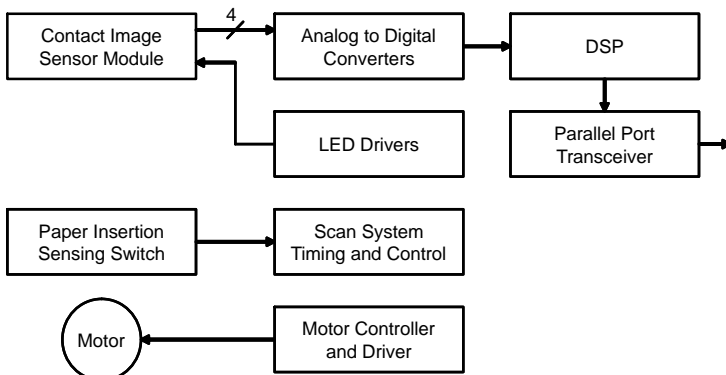 4
Contact Image
Sensor Module
Analog to Digital
Converters
DSP
LED Drivers
Parallel Port
Transceiver
Paper Insertion
Sensing Switch
Scan System
Timing and Control
Motor
Motor Controller
and Driver